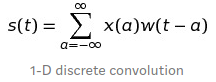 s(t) = ∞∑a=−∞ x(a)w(t − a)
1-D discrete convolution